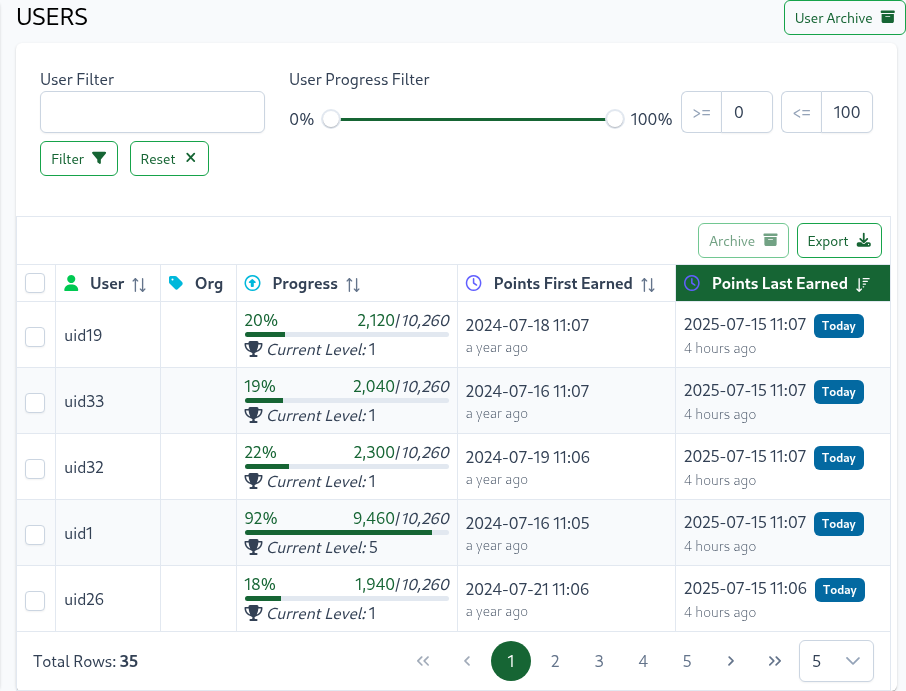 USERS
User Archive
User Filter
User Progress Filter
0%
100%
>=
0
<=
100
Filter
Reset
Archive
Export
User
Org
Progress
Points First Earned
Points Last Earned
uid19
20%
2,120/10,260
Current Level: 1
2024-07-18 11:07
a year ago
2025-07-15 11:07
Today
4 hours ago
uid33
19%
2,040/10,260
Current Level: 1
2024-07-16 11:07
a year ago
2025-07-15 11:07
Today
4 hours ago
uid32
22%
2,300/10,260
Current Level: 1
2024-07-19 11:06
a year ago
2025-07-15 11:07
Today
4 hours ago
uid1
92%
9,460/10,260
Current Level: 5
2024-07-16 11:05
a year ago
2025-07-15 11:07
Today
4 hours ago
uid26
18%
1,940/10,260
Current Level: 1
2024-07-21 11:06
a year ago
2025-07-15 11:06
Today
4 hours ago
Total Rows: 35
1
2
3
4
5
5